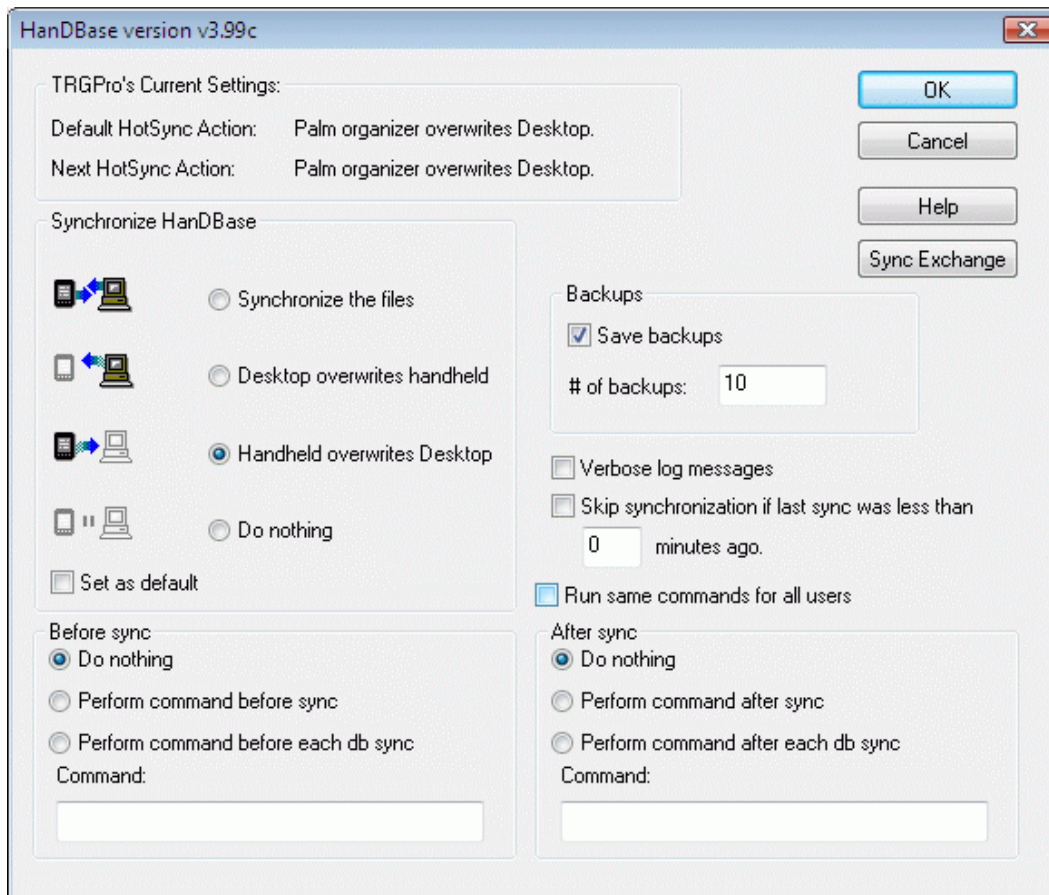 HanDBase version v3.99c
TRGPro's Current Settings:
Default HotSync Action: Palm organizer overwrites Desktop.
Next HotSync Action: Palm organizer overwrites Desktop.
OK
Cancel
Help
Sync Exchange
Synchronize HanDBase
Synchronize the files
Desktop overwrites handheld
Handheld overwrites Desktop
Do nothing
Set as default
Backups
Save backups
# of backups: 10
Verbose log messages
Skip synchronization if last sync was less than
0 minutes ago.
Run same commands for all users
Before sync
Do nothing
Perform command before sync
Perform command before each db sync
Command:
After sync
Do nothing
Perform command after sync
Perform command after each db sync
Command: